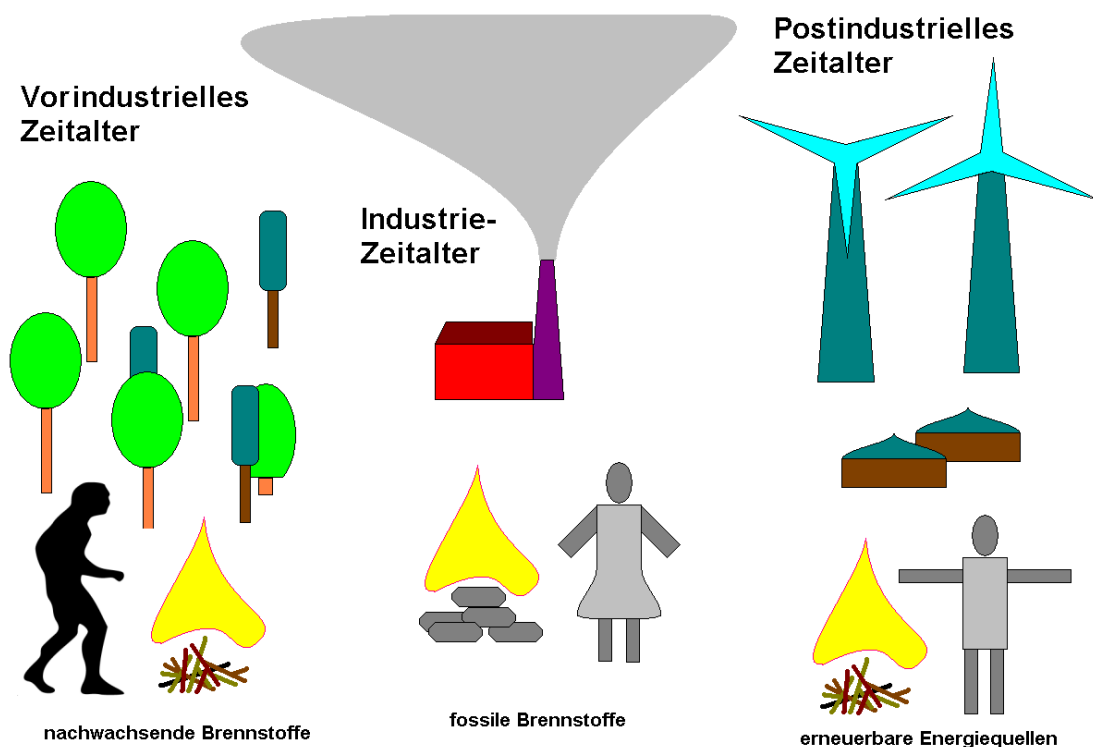 Vorindustrielles
Zeitalter
Industrie-
Zeitalter
Postindustrielles
Zeitalter
nachwachsende Brennstoffe
fossile Brennstoffe
erneuerbare Energiequellen